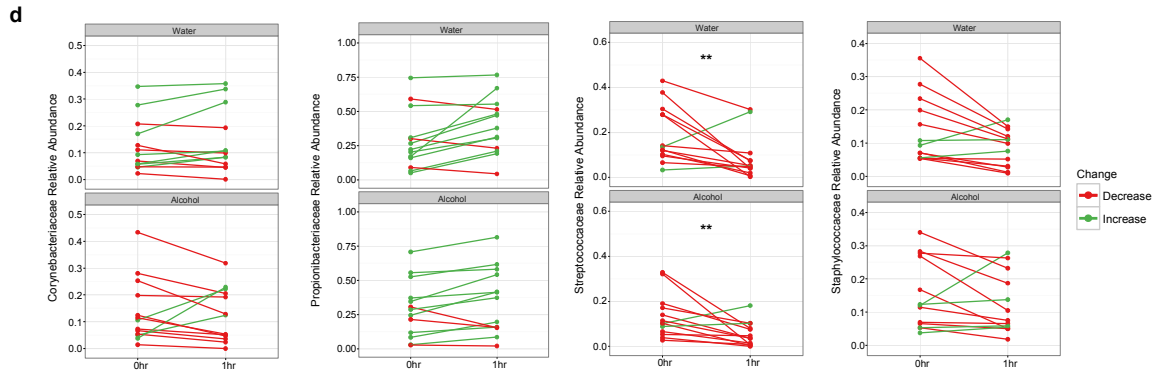 d
Water
Corynebacteriaceae Relative Abundance
0.5
0.4
0.3
0.2
0.1
0.0
Alcohol
0.5
0.4
0.3
0.2
0.1
0.0
0hr 1hr
Water
Propionibacteriaceae Relative Abundance
1.00
0.75
0.50
0.25
0.00
Alcohol
1.00
0.75
0.50
0.25
0.00
0hr 1hr
Water
Streptoccaceae Relative Abundance
0.6
**
0.4
0.2
0.0
Alcohol
0.6
**
0.4
0.2
0.0
0hr 1hr
Water
Staphylococcaceae Relative Abundance
0.4
0.3
0.2
0.1
0.0
Alcohol
0.4
0.3
0.2
0.1
0.0
0hr 1hr
Change
Decrease
Increase